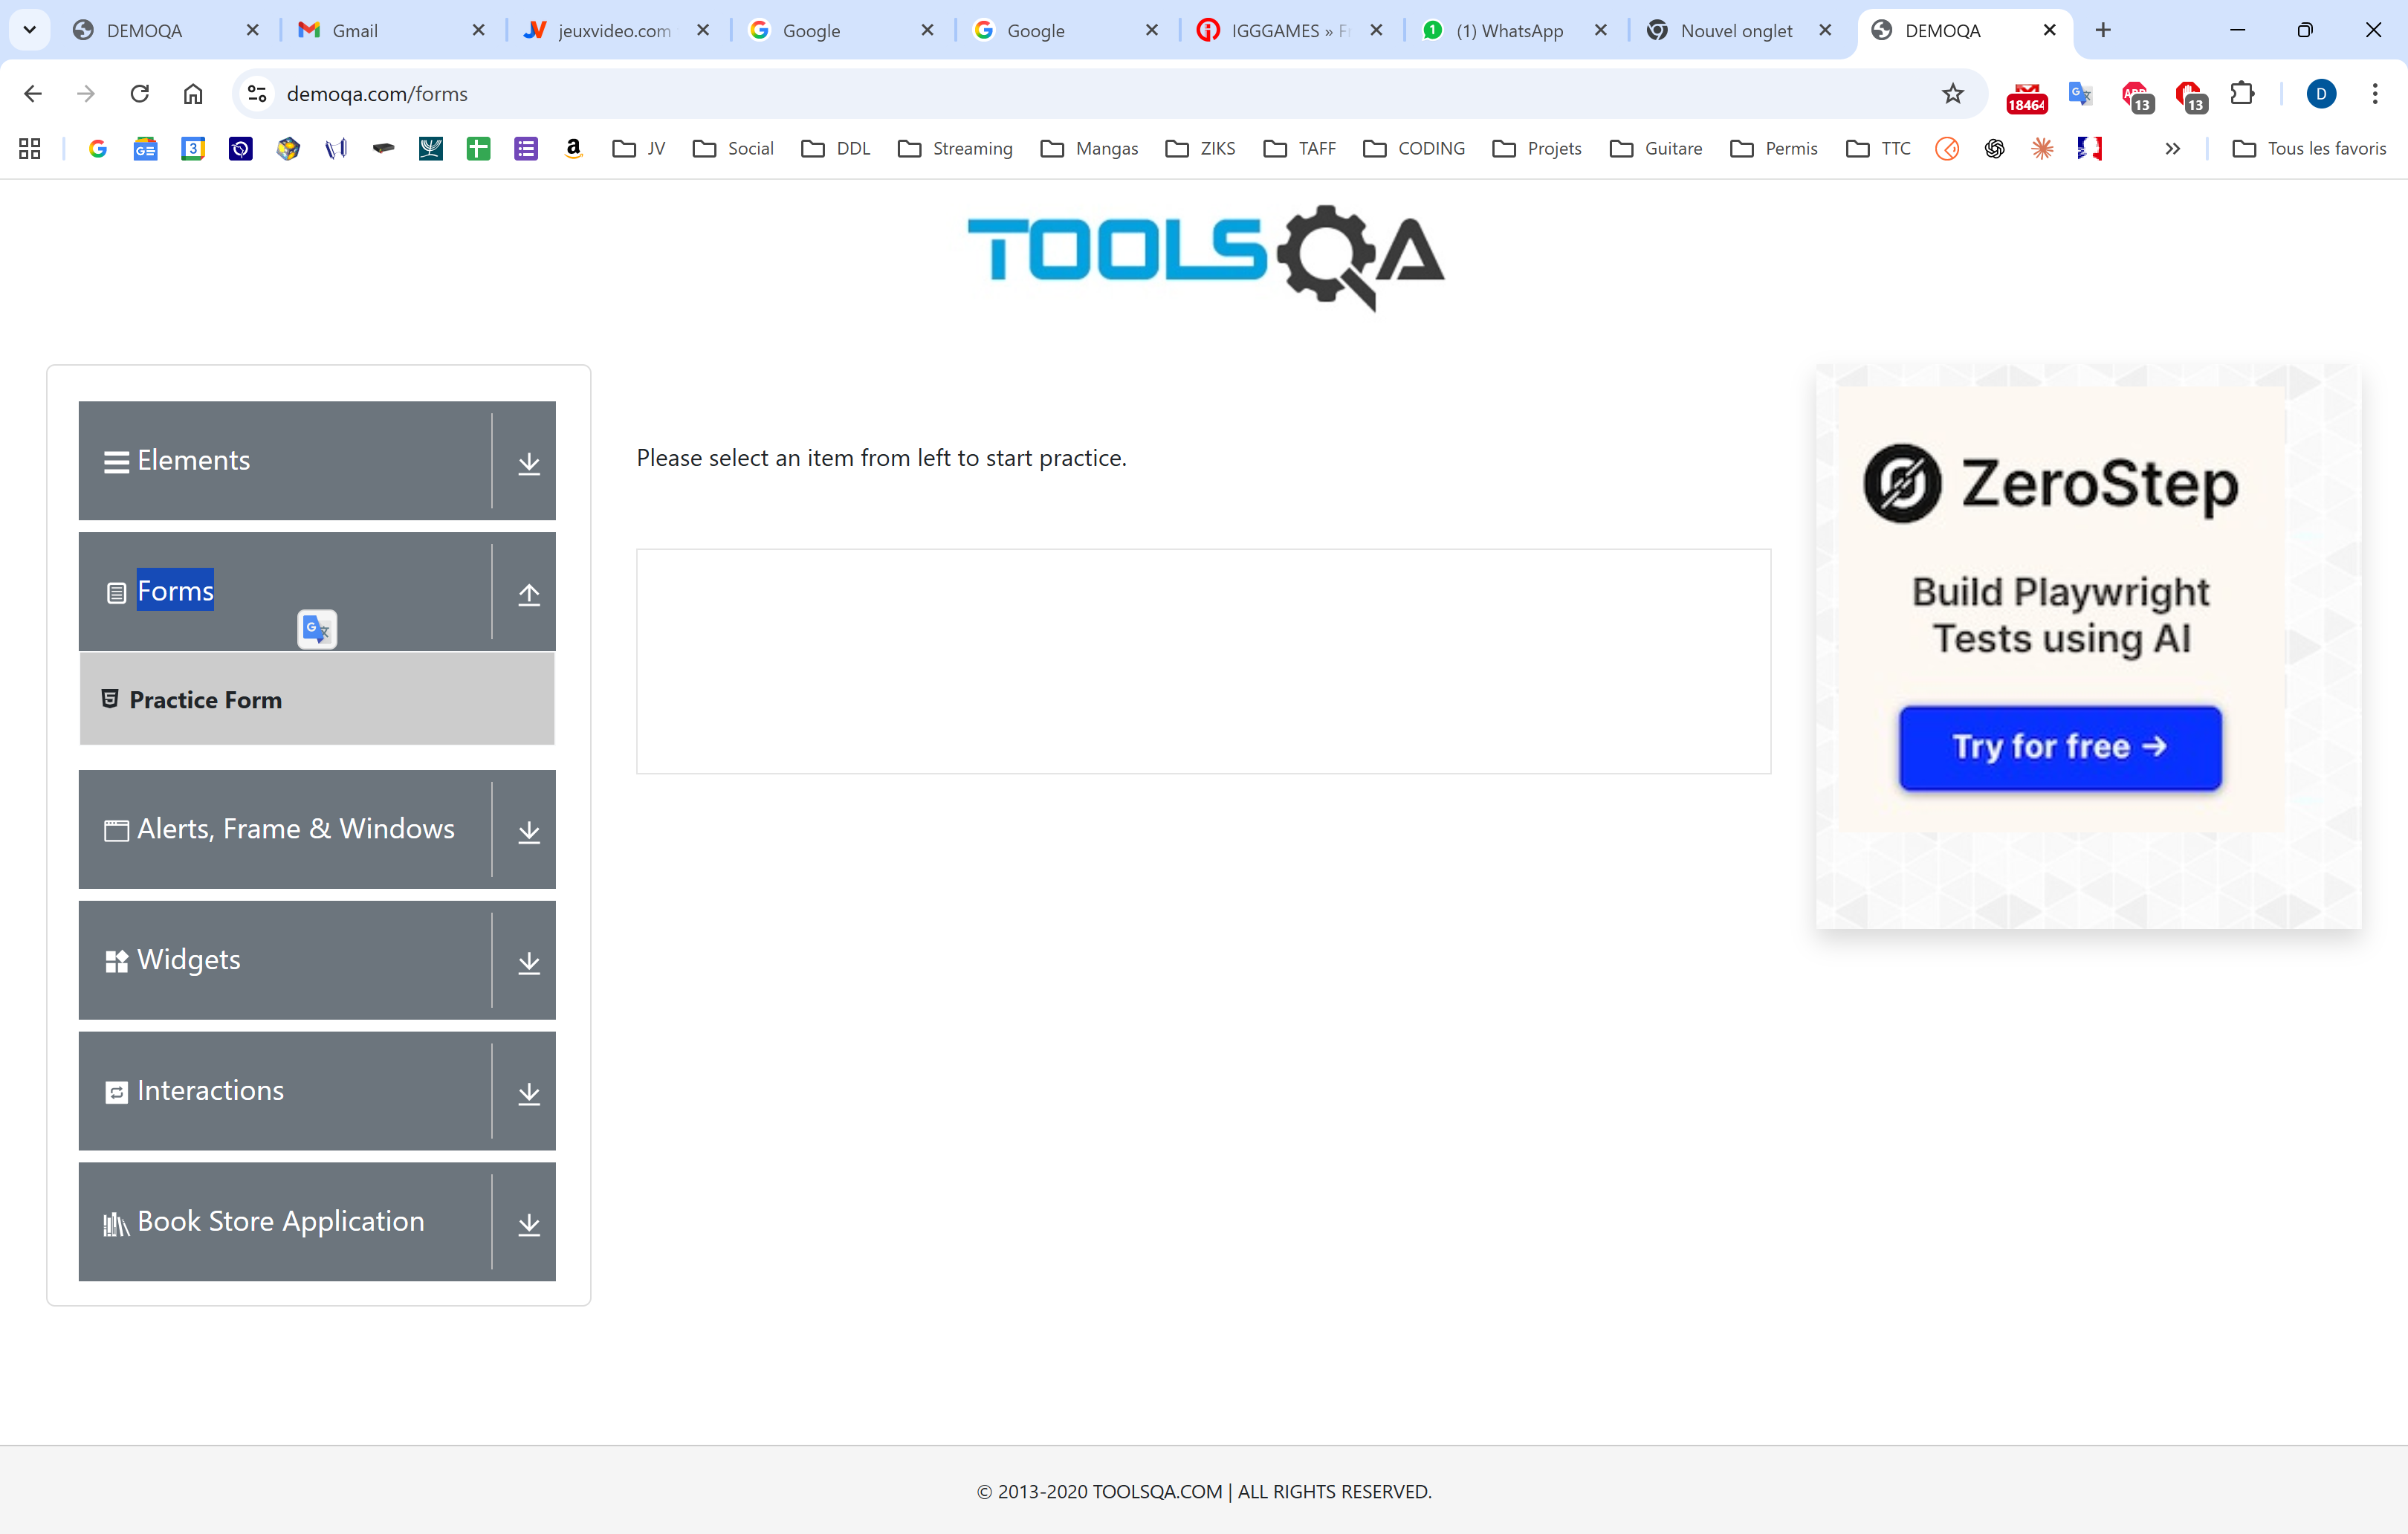 DEMOQA
Gmail
jeuxvideo.com
Google
Google
IGGGAMES » Fr
(1) WhatsApp
Nouvel onglet
DEMOQA
demoqa.com/forms
18464
13
13
D
3
JV
Social
DDL
Streaming
Mangas
ZIKS
TAFF
CODING
Projets
Guitare
Permis
TTC
Tous les favoris
TOOLSQA
Elements
Forms
Practice Form
Alerts, Frame & Windows
Widgets
Interactions
Book Store Application
Please select an item from left to start practice.
ZeroStep
Build Playwright
Tests using AI
Try for free →
© 2013-2020 TOOLSQA.COM | ALL RIGHTS RESERVED.